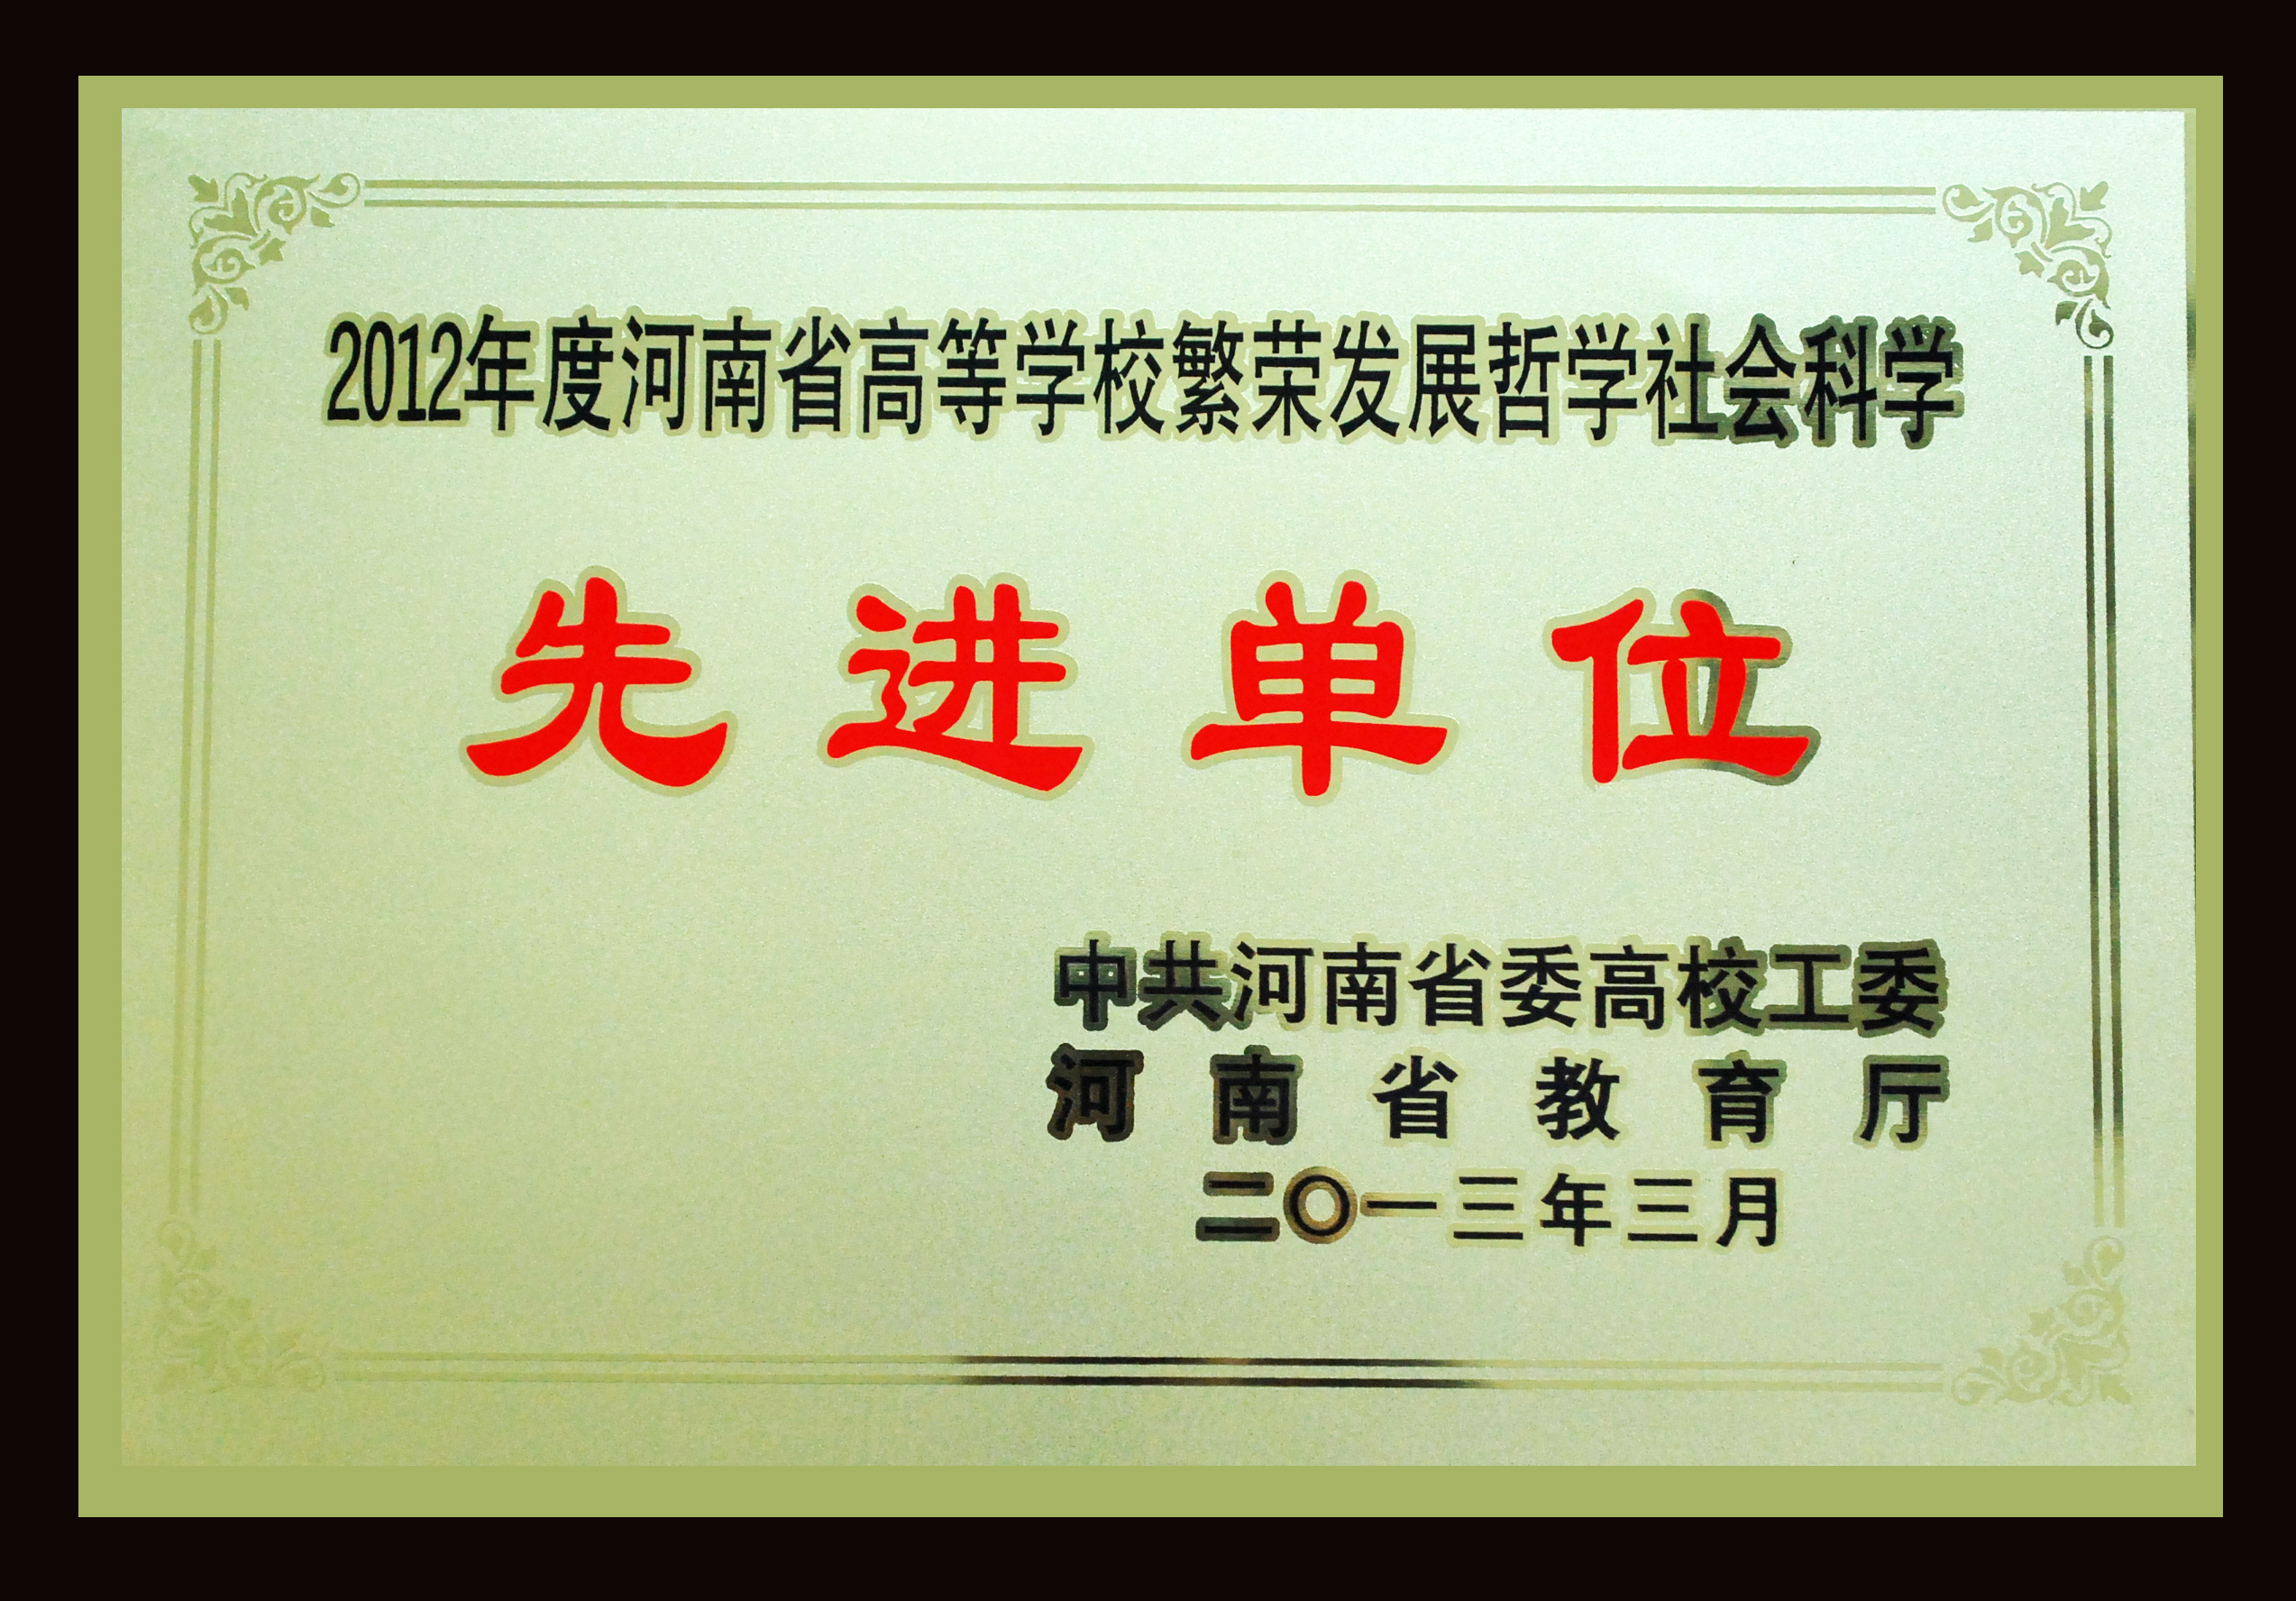 2012年度河南省高等学校繁荣发展哲学社会科学
先进单位
中共河南省委高校工委
河南省教育厅
二〇一三年三月